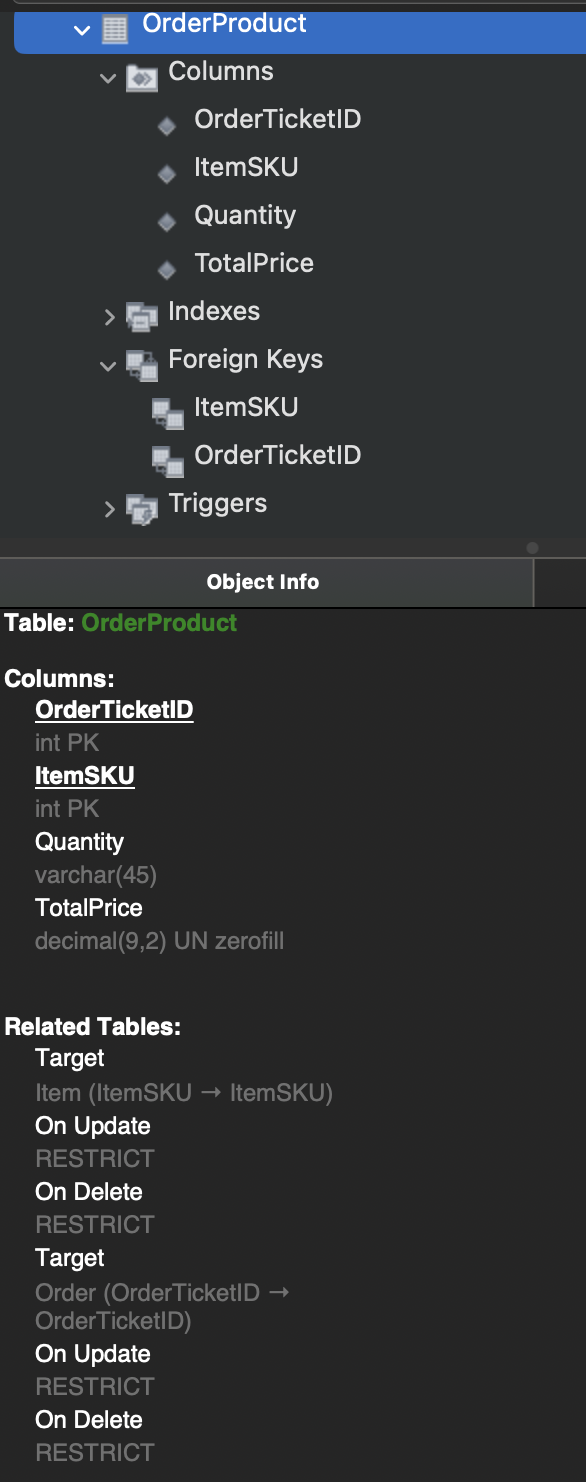 OrderProduct
Columns
OrderTicketID
ItemSKU
Quantity
TotalPrice
Indexes
Foreign Keys
ItemSKU
OrderTicketID
Triggers
Object Info
Table: OrderProduct
Columns:
OrderTicketID
int PK
ItemSKU
int PK
Quantity
varchar(45)
TotalPrice
decimal(9,2) UN zerofill
Related Tables:
Target
Item (ItemSKU → ItemSKU)
On Update
RESTRICT
On Delete
RESTRICT
Target
Order (OrderTicketID →
OrderTicketID)
On Update
RESTRICT
On Delete
RESTRICT